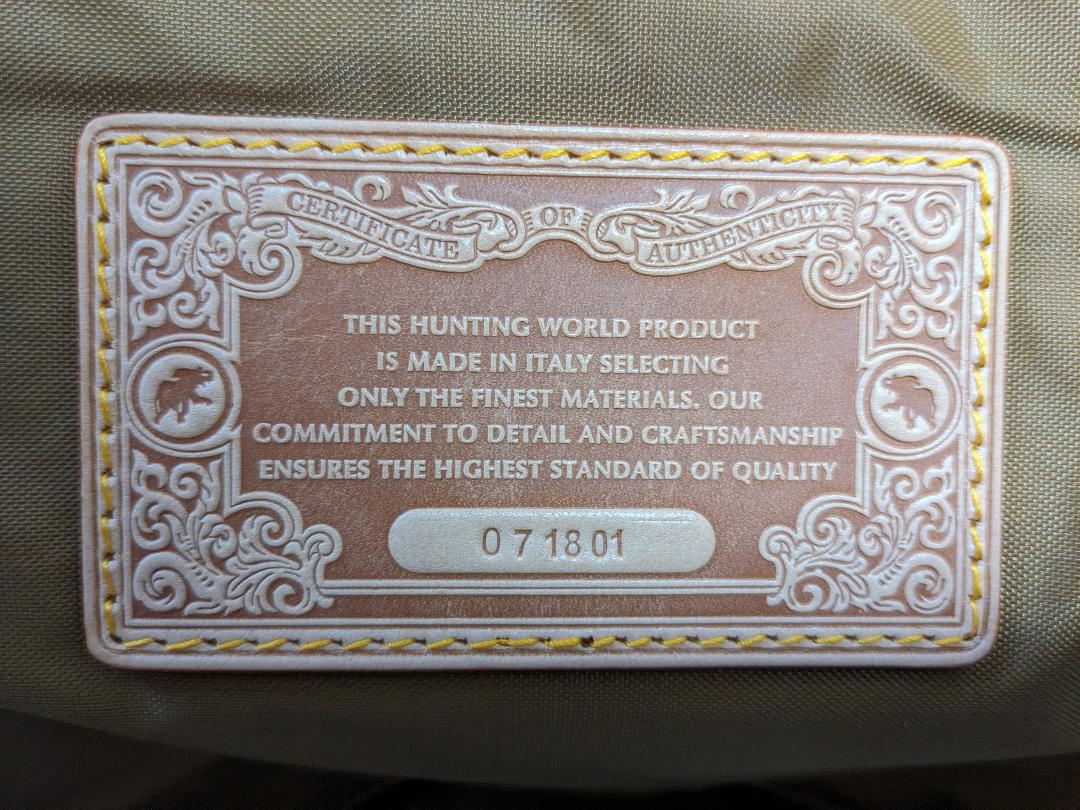 CERTIFICATE OF AUTHENTICITY
THIS HUNTING WORLD PRODUCT
IS MADE IN ITALY SELECTING
ONLY THE FINEST MATERIALS. OUR
COMMITMENT TO DETAIL AND CRAFTSMANSHIP
ENSURES THE HIGHEST STANDARD OF QUALITY
071801